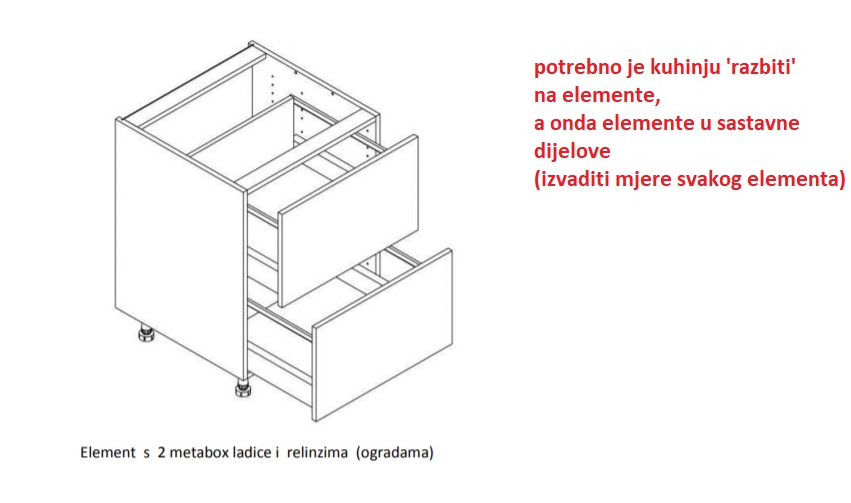 potrebno je kuhinju 'razbiti'
na elemente,
a onda elemente u sastavne
dijelove
(izvaditi mjere svakog elementa)
Element s 2 metabox ladice i relinzima (ogradama)